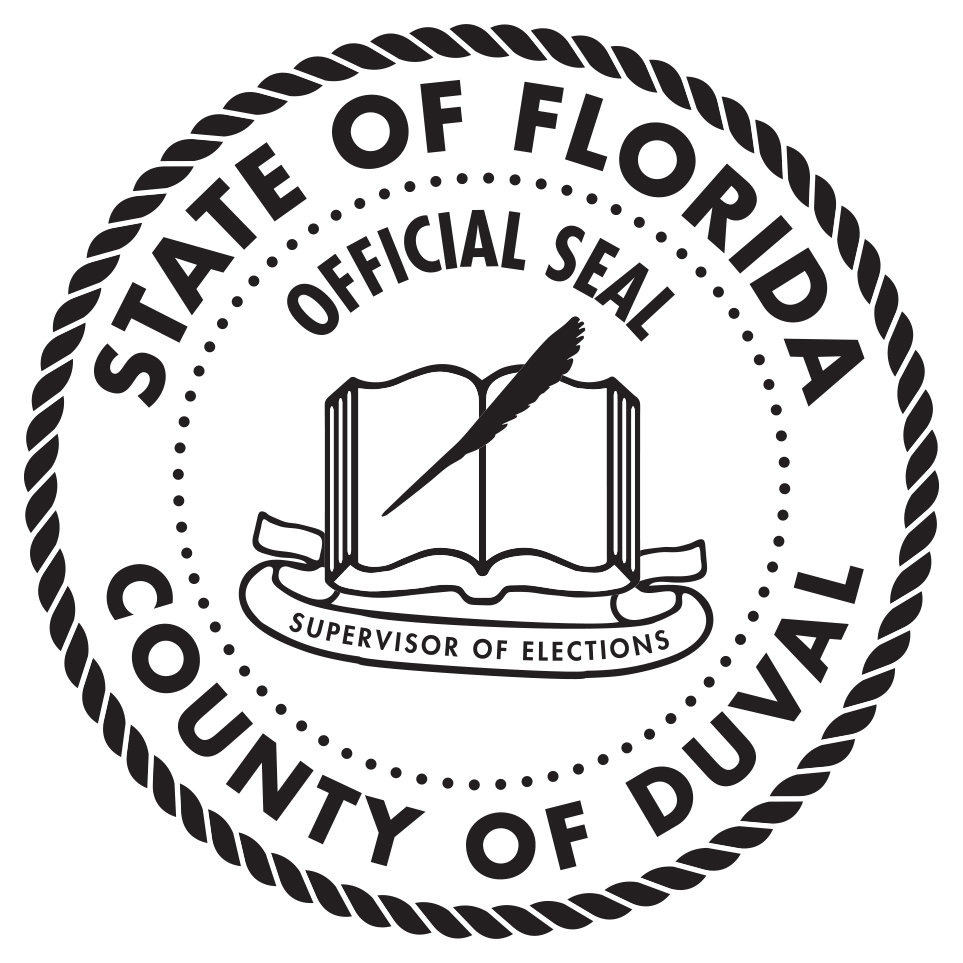 STATE OF FLORIDA
OFFICIAL SEAL
SUPERVISOR OF ELECTIONS
COUNTY OF DUVAL